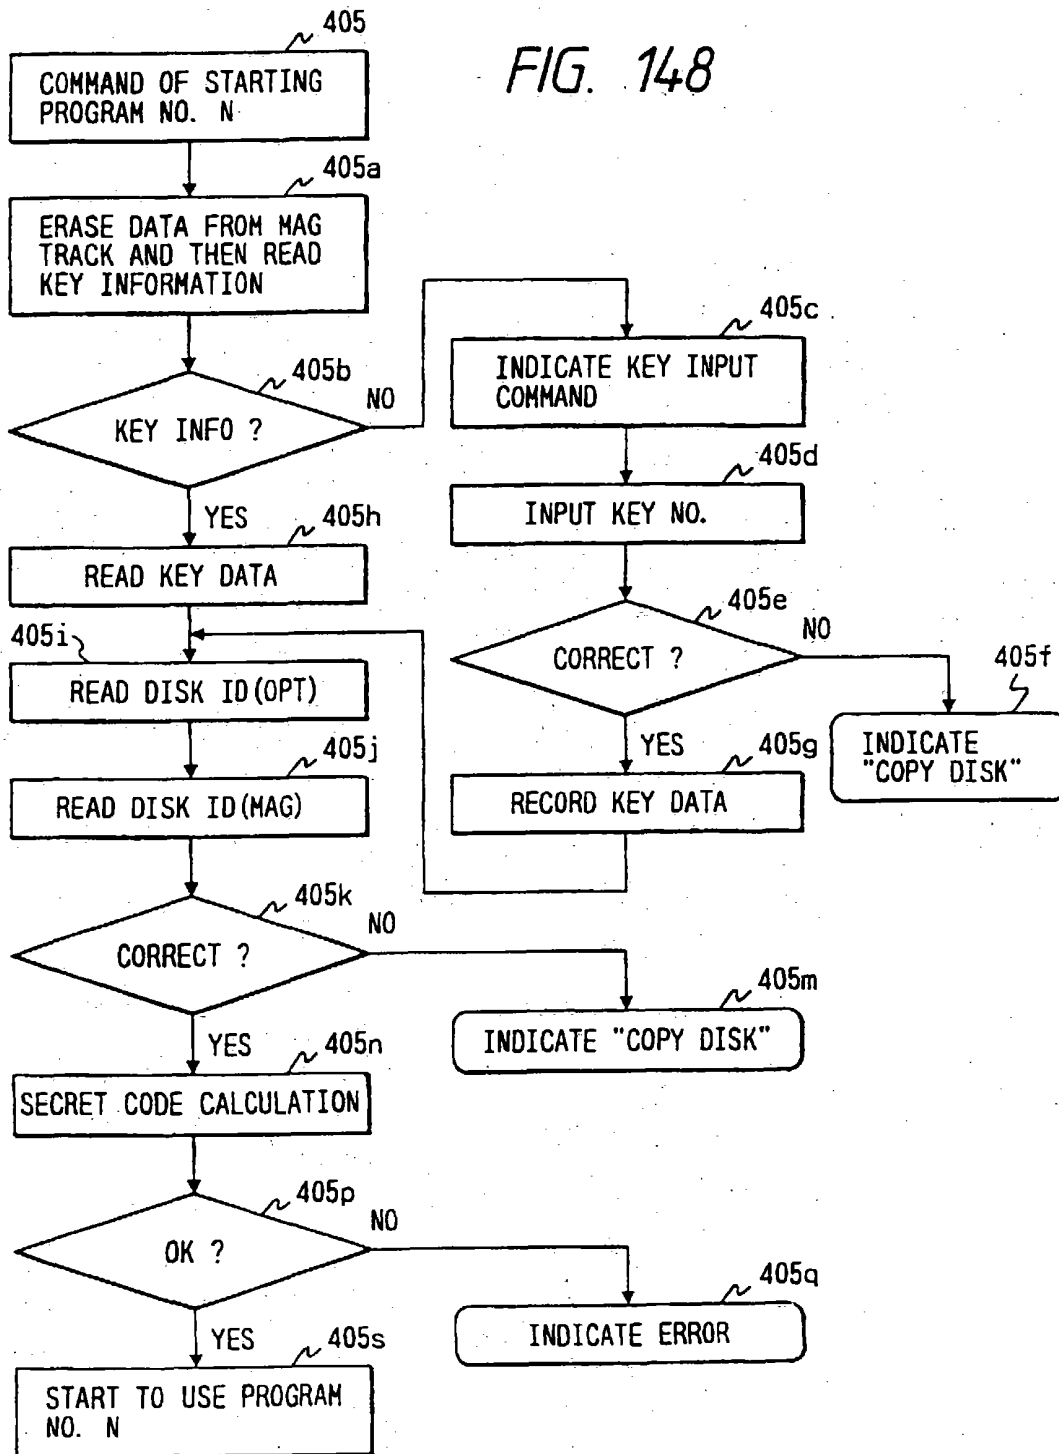 405
FIG. 148
COMMAND OF STARTING
PROGRAM NO. N
405a
ERASE DATA FROM MAG
TRACK AND THEN READ
KEY INFORMATION
405b
KEY INFO ?
NO
405c
INDICATE KEY INPUT
COMMAND
405d
INPUT KEY NO.
YES
405h
READ KEY DATA
405e
CORRECT ?
NO
405f
INDICATE
"COPY DISK"
405i
READ DISK ID(OPT)
YES
405g
RECORD KEY DATA
405j
READ DISK ID(MAG)
405k
CORRECT ?
NO
405m
INDICATE "COPY DISK"
YES
405n
SECRET CODE CALCULATION
405p
OK ?
NO
405q
INDICATE ERROR
YES
405s
START TO USE PROGRAM
NO. N